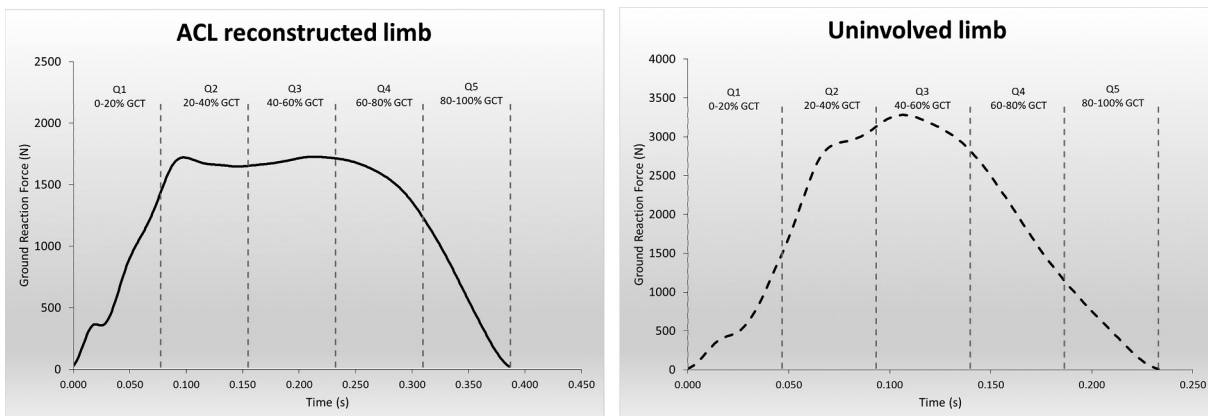 ACL reconstructed limb
2500
2000
1500
1000
500
0
Ground Reaction Force (N)
Q1
0-20% GCT
Q2
20-40% GCT
Q3
40-60% GCT
Q4
60-80% GCT
Q5
80-100% GCT
0.000 0.050 0.100 0.150 0.200 0.250 0.300 0.350 0.400 0.450
Time (s)
Uninvolved limb
4000
3500
3000
2500
2000
1500
1000
500
0
Ground Reaction Force (N)
Q1
0-20% GCT
Q2
20-40% GCT
Q3
40-60% GCT
Q4
60-80% GCT
Q5
80-100% GCT
0.000 0.050 0.100 0.150 0.200 0.250
Time (s)